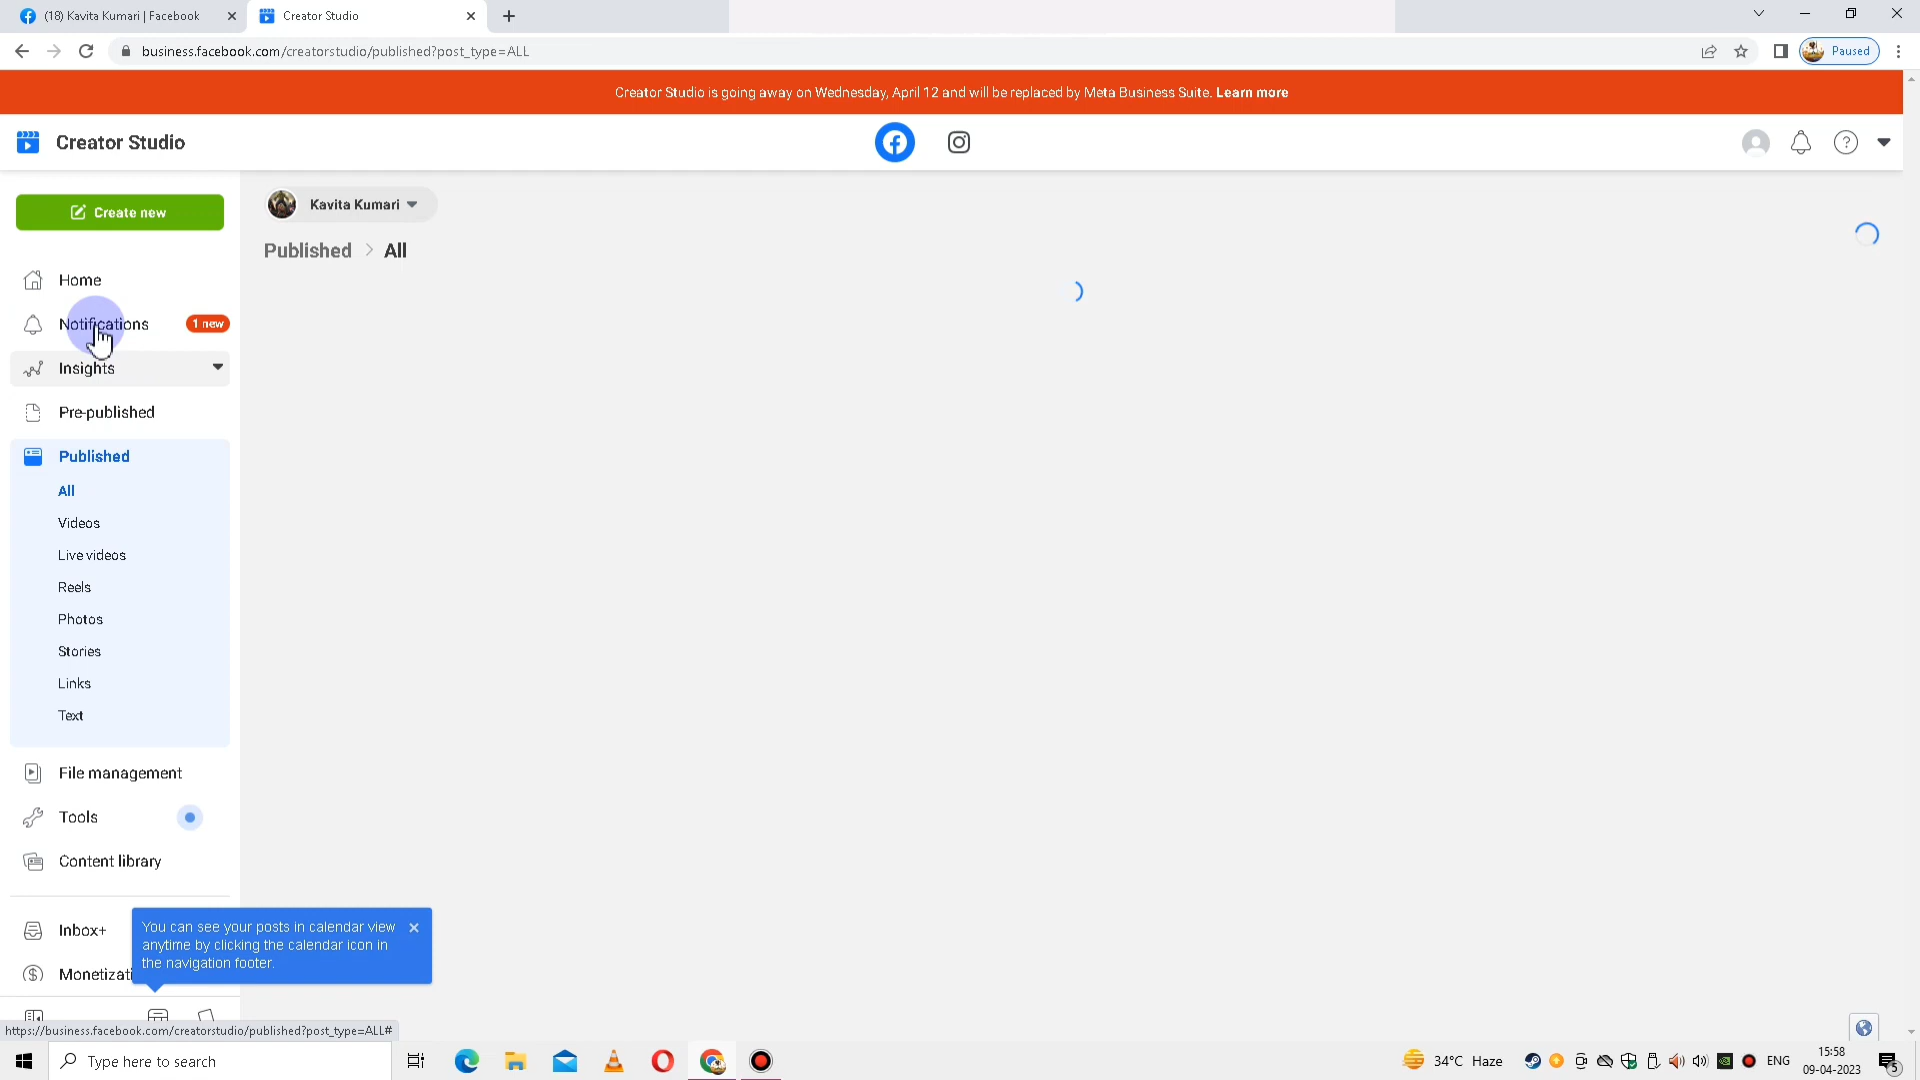 (18) Kavita Kumari | Facebook
Creator Studio
business.facebook.com/creatorstudio/published?post_type=ALL
Paused
Creator Studio is going away on Wednesday, April 12 and will be replaced by Meta Business Suite. Learn more
Creator Studio
Create new
Kavita Kumari
Published > All
Home
Notifications
1 new
Insights
Pre-published
Published
All
Videos
Live videos
Reels
Photos
Stories
Links
Text
File management
Tools
Content library
Inbox+
You can see your posts in calendar view
anytime by clicking the calendar icon in
the navigation footer.
Monetizati
https://business.facebook.com/creatorstudio/published?post_type=ALL#
Type here to search
34°C Haze
ENG
15:58
09-04-2023
5